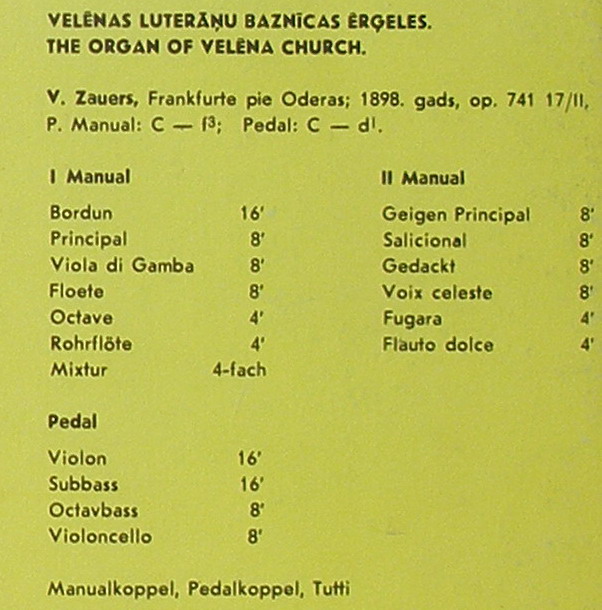 VELĒNAS LUTERĀŅU BAZNĪCAS ĒRĢELES.
THE ORGAN OF VELĒNA CHURCH.
V. Zauers, Frankfurte pie Oderas; 1898. gads, op. 741 17/II,
P. Manual: C — f³; Pedal: C — d¹.
I Manual
Bordun 16'
Principal 8'
Viola di Gamba 8'
Floete 8'
Octave 4'
Rohrflöte 4'
Mixtur 4-fach
II Manual
Geigen Principal 8'
Salicional 8'
Gedackt 8'
Voix celeste 8'
Fugara 4'
Flauto dolce 4'
Pedal
Violon 16'
Subbass 16'
Octavbass 8'
Violoncello 8'
Manualkoppel, Pedalkoppel, Tutti